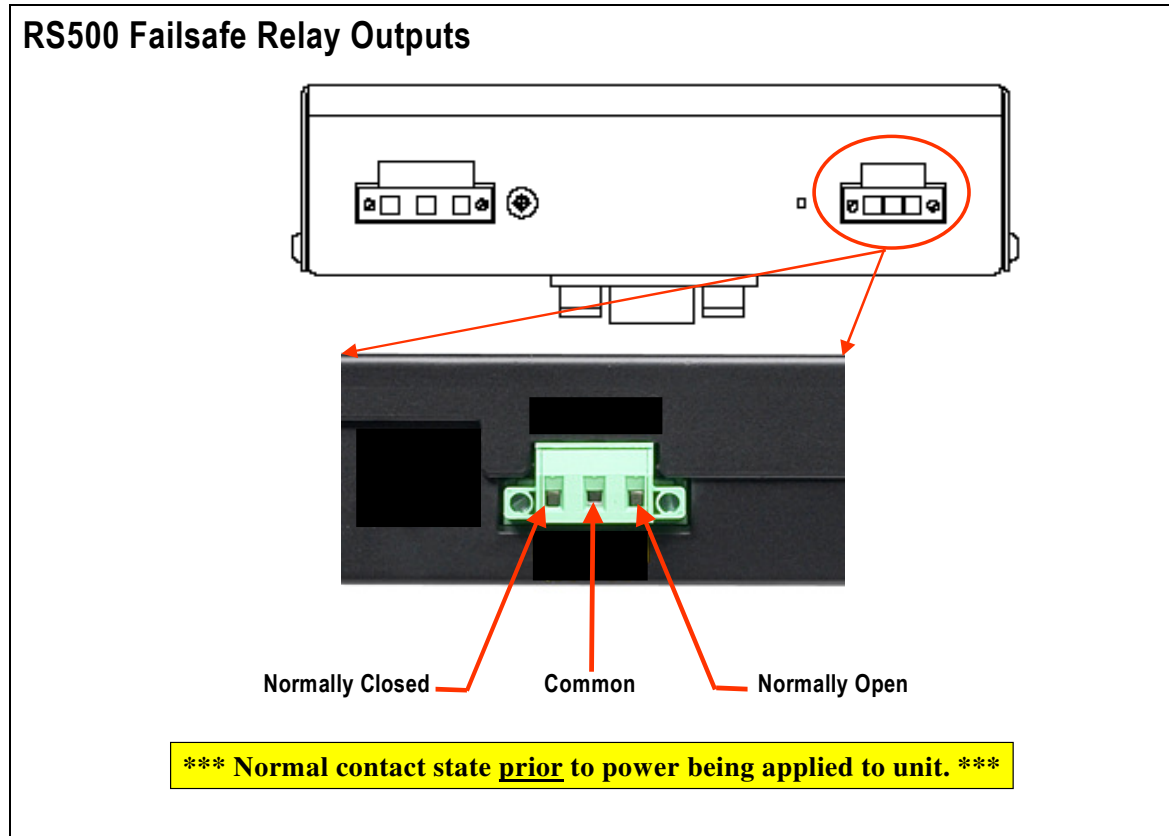 RS500 Failsafe Relay Outputs
Normally Closed
Common
Normally Open
*** Normal contact state prior to power being applied to unit. ***